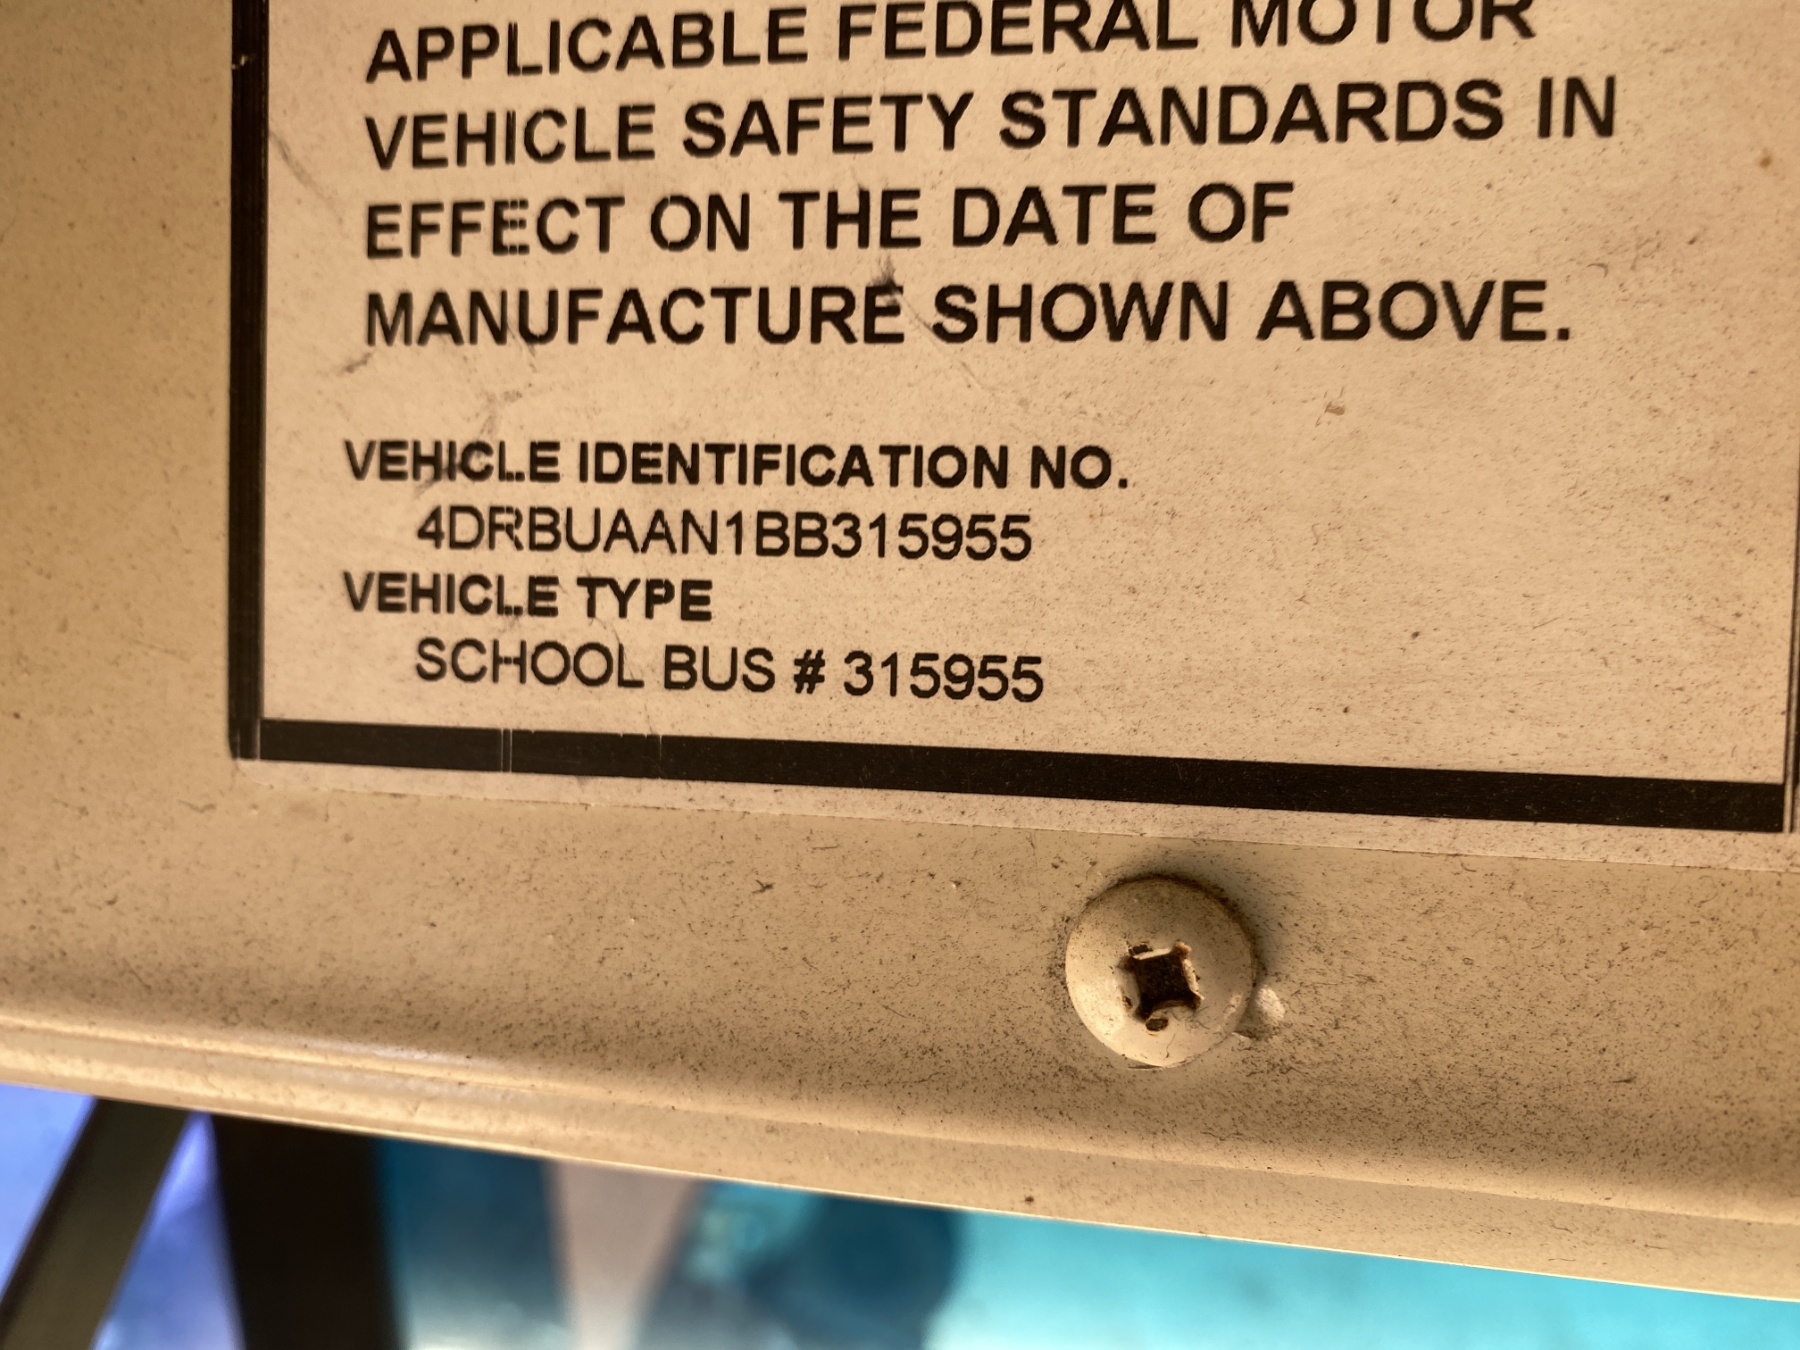 APPLICABLE FEDERAL MOTOR
VEHICLE SAFETY STANDARDS IN
EFFECT ON THE DATE OF
MANUFACTURE SHOWN ABOVE.
VEHICLE IDENTIFICATION NO.
4DRBUAAN1BB315955
VEHICLE TYPE
SCHOOL BUS # 315955